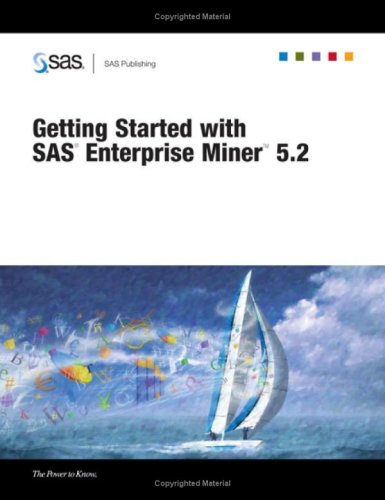 Copyrighted Material
sas.
SAS Publishing
Getting Started with
SAS® Enterprise Miner™ 5.2
The Power to Know.
Copyrighted Material